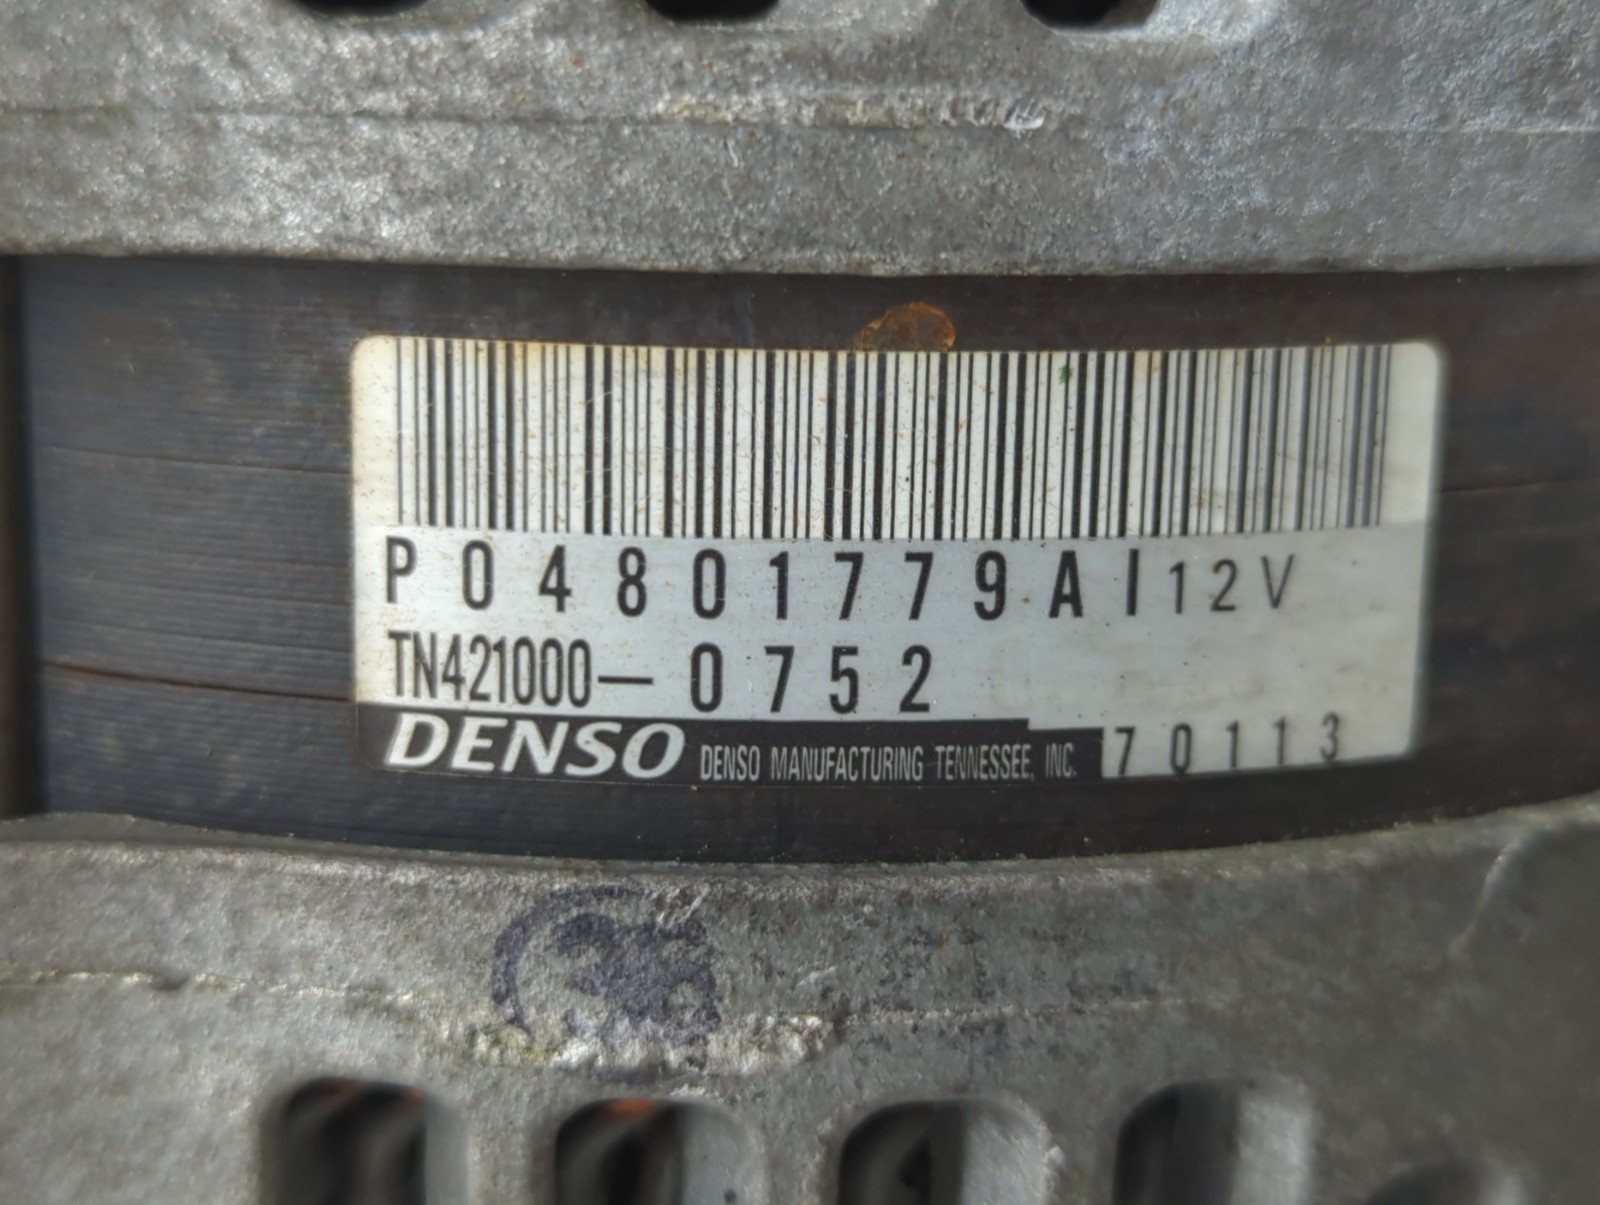 P04801779AI 12V
TN421000-0752
DENSO DENSO MANUFACTURING TENNESSEE, INC. 70113